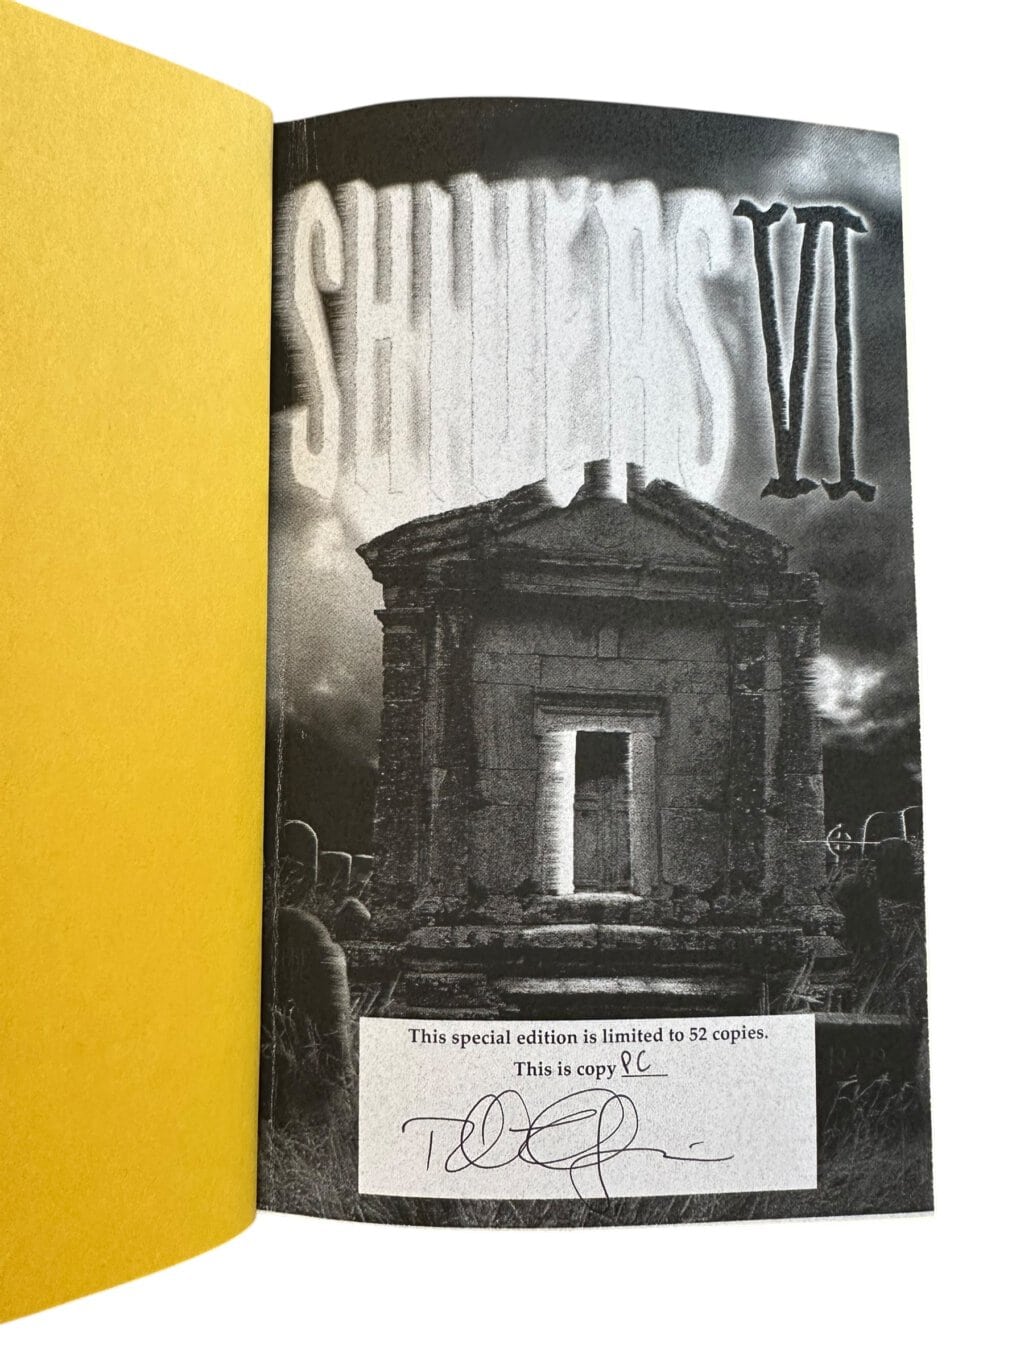 SHIVERS VI
This special edition is limited to 52 copies.
This is copy PC